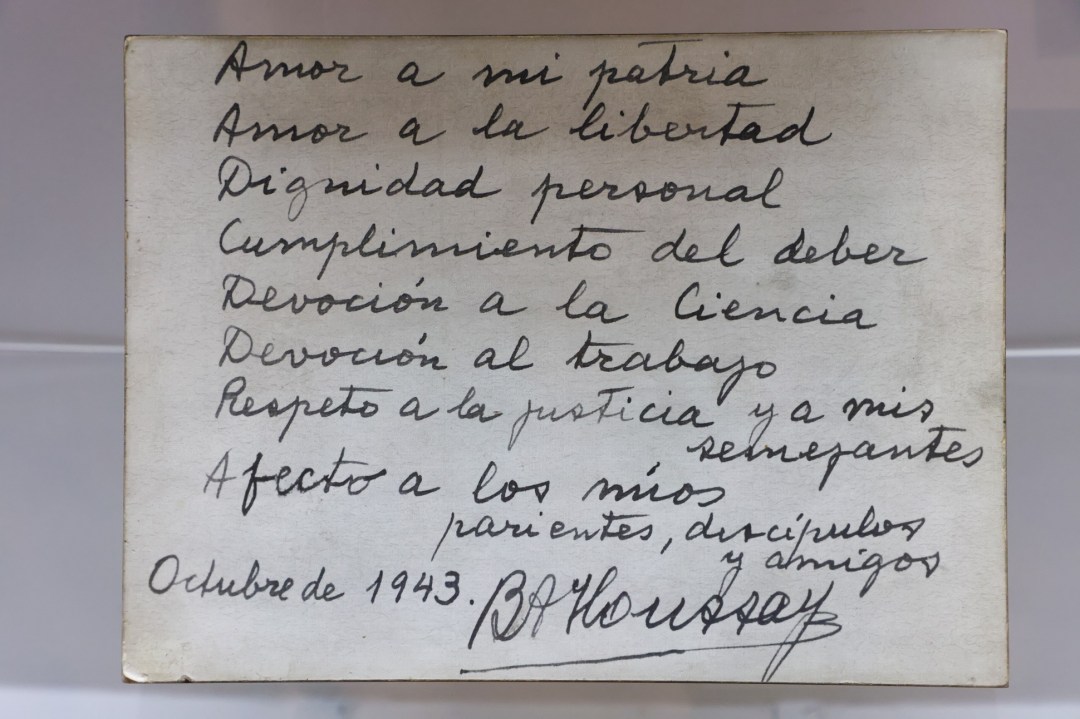 Amor a mi patria
Amor a la libertad
Dignidad personal
Cumplimiento del deber
Devoción a la Ciencia
Devoción al trabajo
Respeto a la justicia y a mis
semejantes
Afecto a los míos
parientes, discípulos
y amigos
Octubre de 1943. BAHoussay